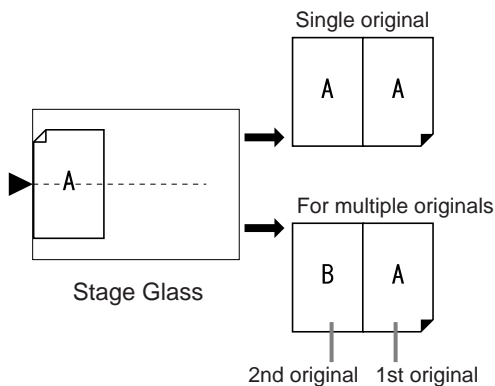 Single original
A A
A
Stage Glass
For multiple originals
B A
2nd original 1st original